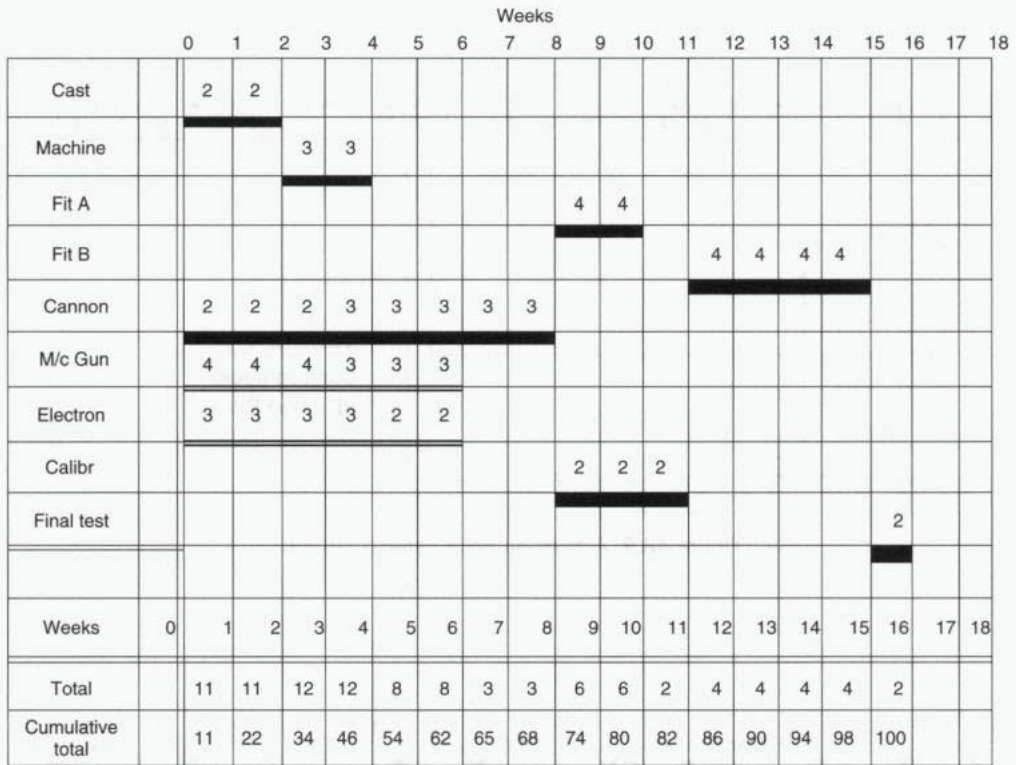 Weeks
0 1 2 3 4 5 6 7 8 9 10 11 12 13 14 15 16 17 18
Cast 2 2
Machine 3 3
Fit A 4 4
Fit B 4 4 4 4
Cannon 2 2 2 3 3 3 3 3
M/c Gun 4 4 4 3 3 3
Electron 3 3 3 3 2 2
Calibr 2 2 2
Final test 2
Weeks 0 1 2 3 4 5 6 7 8 9 10 11 12 13 14 15 16 17 18
Total 11 11 12 12 8 8 3 3 6 6 2 4 4 4 4 2
Cumulative
total 11 22 34 46 54 62 65 68 74 80 82 86 90 94 98 100